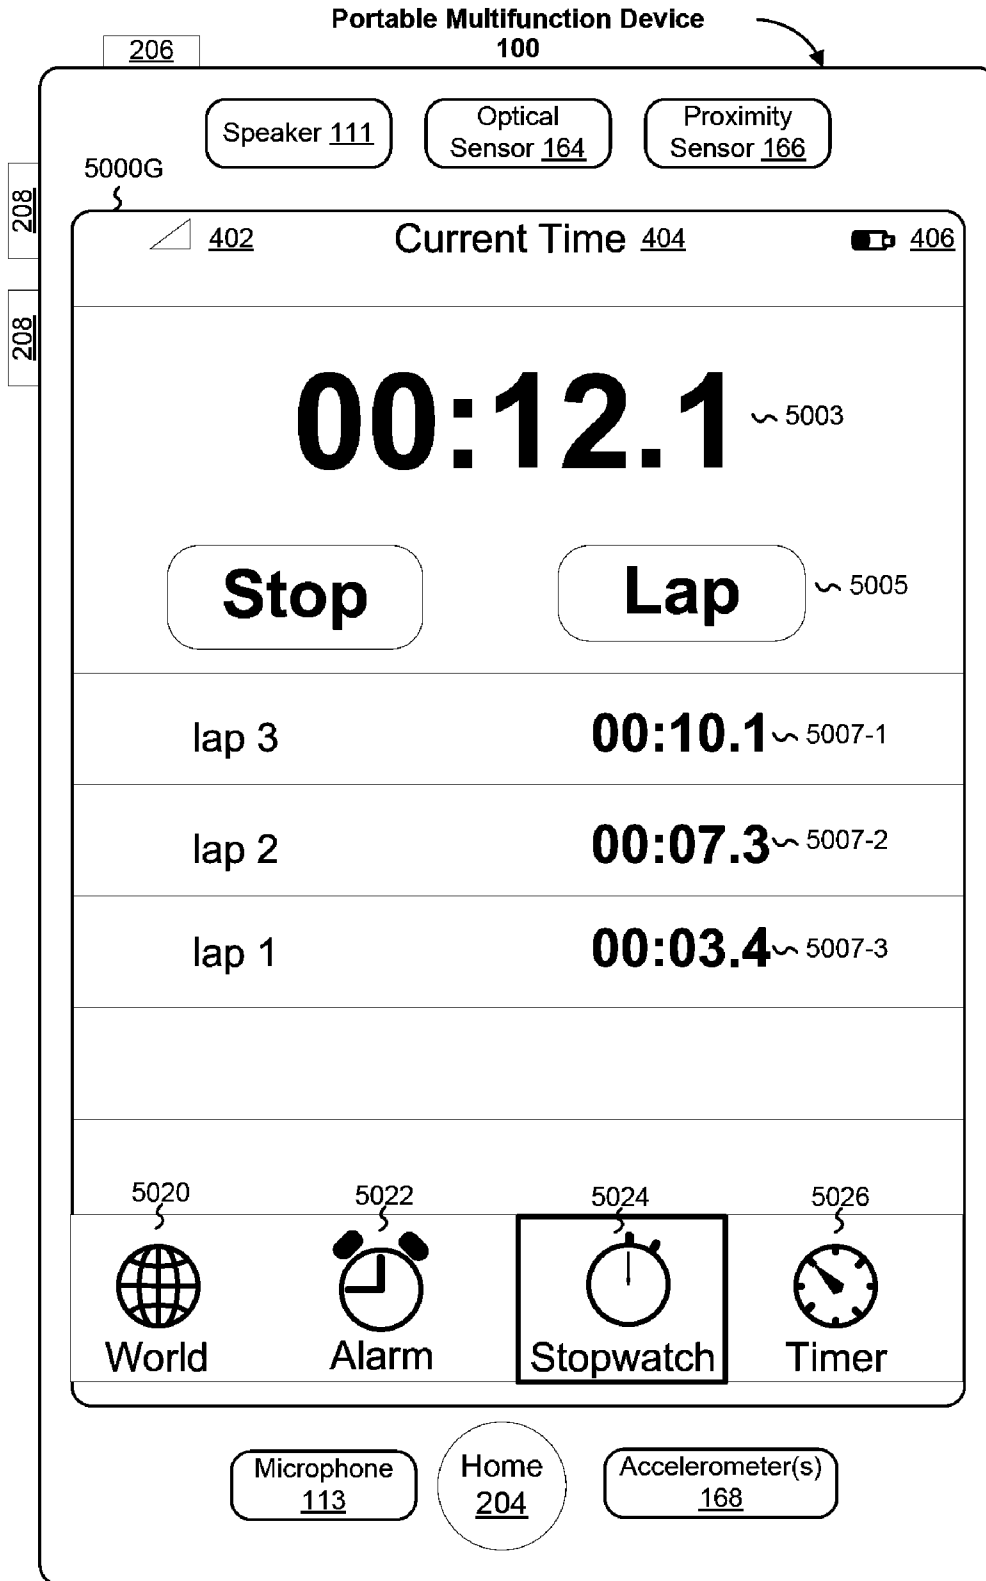 Portable Multifunction Device
100
206
Speaker 111
Optical
Sensor 164
Proximity
Sensor 166
5000G
208
208
402
Current Time 404
406
00:12.1
5003
Stop
Lap
5005
lap 3
00:10.1
5007-1
lap 2
00:07.3
5007-2
lap 1
00:03.4
5007-3
5020
5022
5024
5026
World
Alarm
Stopwatch
Timer
Microphone
113
Home
204
Accelerometer(s)
168